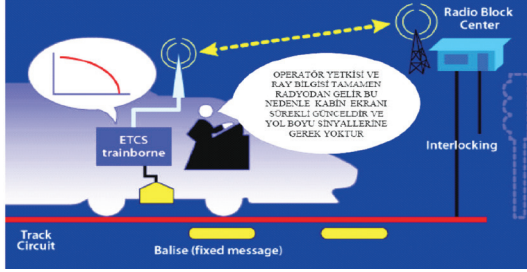 Radio Block
Center
OPERATÖR YETKİSİ VE
RAY BİLGİSİ TAMAMEN
RADYODAN GELİR BU
NEDENLE KABİN EKRANI
SÜREKLİ GÜNCELDİR VE
YOL BOYU SİNYALLERİNE
GEREK YOKTUR
ETCS
trainborne
Interlocking
Track
Circuit
Balise (fixed message)